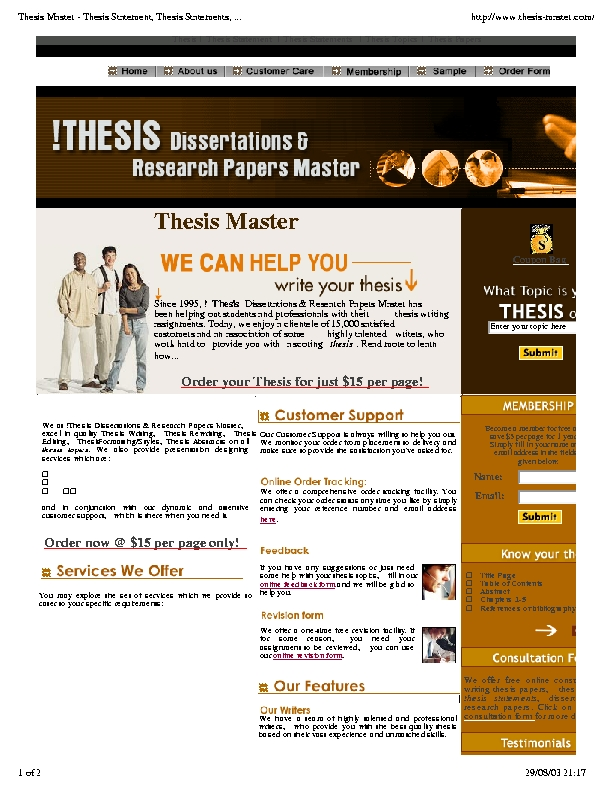 Thesis Master - Thesis Statement, Thesis Statements, ...
http://www.thesis-master.com/
Home
About us
Customer Care
Membership
Sample
Order Form
!THESIS Dissertations &
Research Papers Master
Thesis Master
WE CAN HELP YOU
write your thesis
Since 1995, ! Thesis Dissertations & Research Papers Master has
been helping out students and professionals with their thesis writing
assignments. Today, we enjoy a clientele of 15,000 satisfied
customers and an association of some highly talented writers, who
work hard to provide you with a scoring thesis . Read more to learn
how...
Order your Thesis for just $15 per page!
Coupon Bag
What Topic is y
THESIS o
Enter your topic here
Submit
We at !Thesis Dissertations & Research Papers Master,
excel in quality Thesis Writing, Thesis Rewriting, Thesis
Editing, Thesis Formatting/Styles, Thesis Abstracts on all
thesis topics. We also provide presentation designing
services which are:
and in conjunction with our dynamic and attentive
customer support, which is there when you need it.
Order now @ $15 per page only!
Services We Offer
You may explore the set of services which we provide to
cater to your specific requirements:
Customer Support
Our Customer Support is always willing to help you out.
We monitor your order from placement to delivery and
make sure to provide the satisfaction you've asked for.
Online Order Tracking:
We offer a comprehensive order tracking facility. You
can check your order status any time you like by simply
entering your reference number and email address
here.
Feedback
If you have any suggestions or just need
some help with your thesis topics, fill in our
online feedback form and we will be glad to
help you.
Revision form
We offer a one-time free revision facility. If
for some reason, you need your
assignment to be reviewed, you can use
our online revision form.
Our Features
Our Writers
We have a team of highly talented and professional
writers, who provide you with the best quality thesis
based on their vast experience and unmatched skills.
MEMBERSHIP
Become a member for free a
save $5 per page for 1 year
Simply fill in your name an
email address in the fields
given below.
Name:
Email:
Submit
Know your th
Title Page
Table of Contents
Abstract
Chapters 1-5
References or bibliography
Consultation Fo
We offer free online cons
writing thesis papers, thes
thesis statements, disser
research papers. Click on
consultation form for more d
Testimonials
1 of 2
29/08/03 21:17